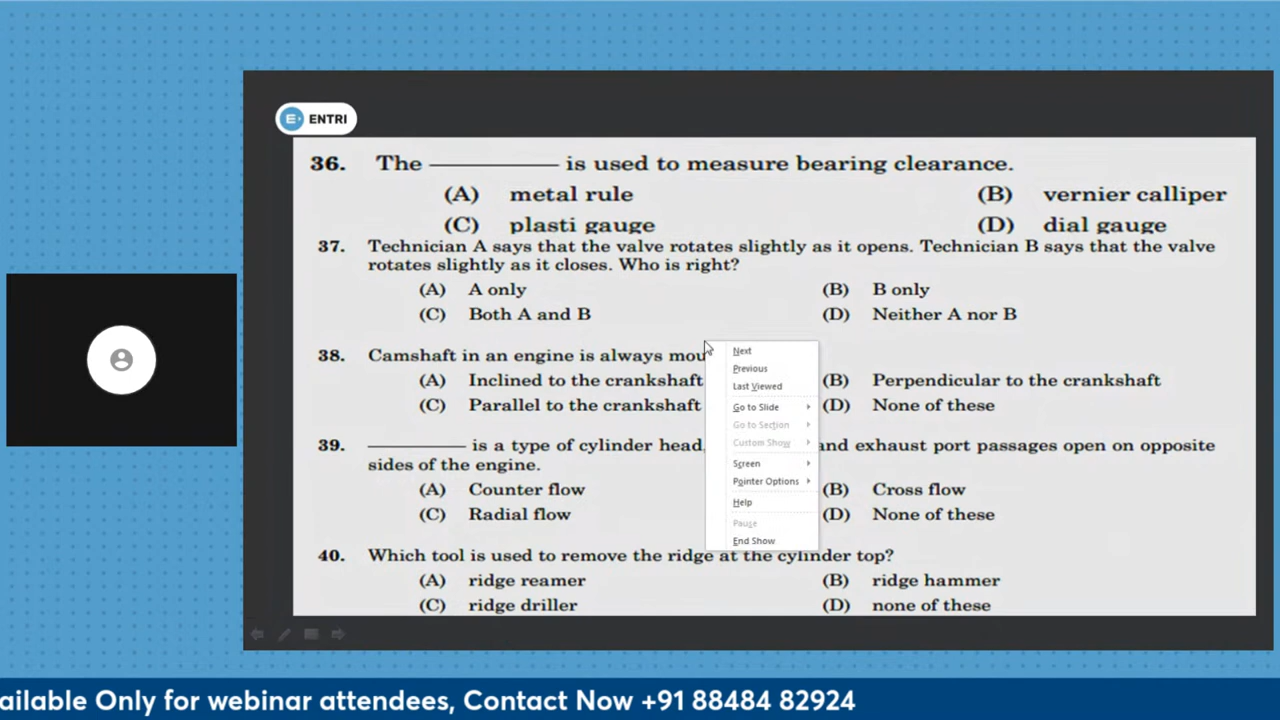 E ENTRI
36. The ________ is used to measure bearing clearance.
(A) metal rule (B) vernier calliper
(C) plasti gauge (D) dial gauge
37. Technician A says that the valve rotates slightly as it opens. Technician B says that the valve
rotates slightly as it closes. Who is right?
(A) A only (B) B only
(C) Both A and B (D) Neither A nor B
38. Camshaft in an engine is always mou
(A) Inclined to the crankshaft (B) Perpendicular to the crankshaft
(C) Parallel to the crankshaft (D) None of these
39. ________ is a type of cylinder head, and exhaust port passages open on opposite
sides of the engine.
(A) Counter flow (B) Cross flow
(C) Radial flow (D) None of these
40. Which tool is used to remove the ridge at the cylinder top?
(A) ridge reamer (B) ridge hammer
(C) ridge driller (D) none of these
Next
Previous
Last Viewed
Go to Slide
Go to Section
Custom Show
Screen
Pointer Options
Help
Pause
End Show
ailable Only for webinar attendees, Contact Now +91 88484 82924